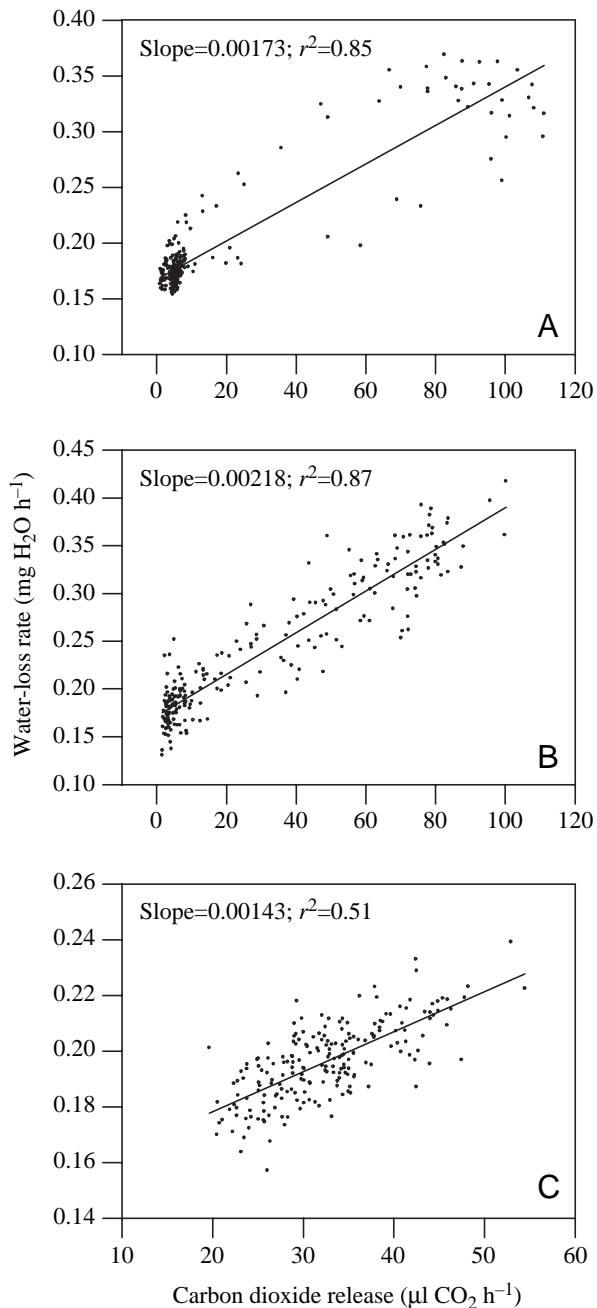 0.40
Slope=0.00173; r²=0.85
0.35
0.30
0.25
0.20
0.15
0.10
A
0 20 40 60 80 100 120
0.45
Slope=0.00218; r²=0.87
0.40
0.35
0.30
0.25
0.20
0.15
0.10
B
0 20 40 60 80 100 120
Water-loss rate (mg H₂O h⁻¹)
0.26
Slope=0.00143; r²=0.51
0.24
0.22
0.20
0.18
0.16
0.14
C
10 20 30 40 50 60
Carbon dioxide release (µl CO₂ h⁻¹)